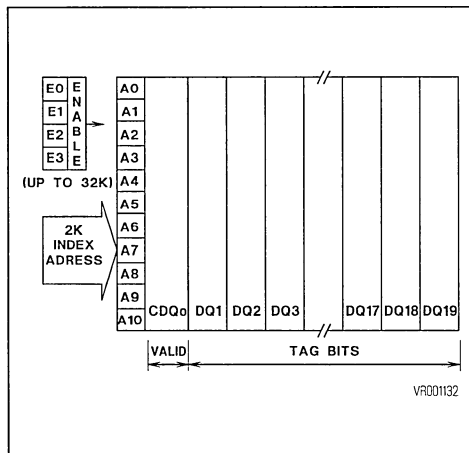 E0
E1
E2
E3
ENABLE
(UP TO 32K)
2K
INDEX
ADRESS
A0
A1
A2
A3
A4
A5
A6
A7
A8
A9
A10
CDQo DQ1 DQ2 DQ3 DQ17 DQ18 DQ19
VALID TAG BITS
VR001132